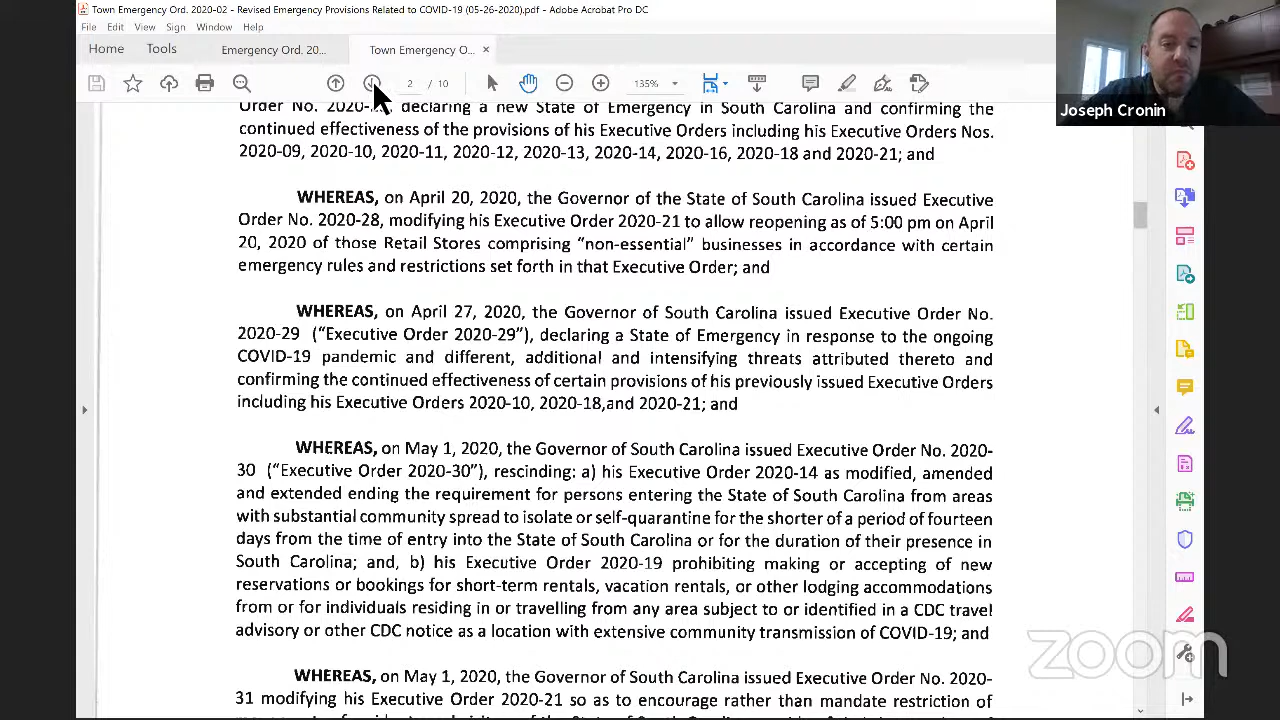 Town Emergency Ord. 2020-02 - Revised Emergency Provisions Related to COVID-19 (05-26-2020).pdf - Adobe Acrobat Pro DC
File Edit View Sign Window Help
Home Tools Emergency Ord. 20... Town Emergency O... ×
2 / 10 135%
Joseph Cronin
Order No. declaring a new State of Emergency in South Carolina and confirming the
continued effectiveness of the provisions of his Executive Orders including his Executive Orders Nos.
2020-09, 2020-10, 2020-11, 2020-12, 2020-13, 2020-14, 2020-16, 2020-18 and 2020-21; and
WHEREAS, on April 20, 2020, the Governor of the State of South Carolina issued Executive
Order No. 2020-28, modifying his Executive Order 2020-21 to allow reopening as of 5:00 pm on April
20, 2020 of those Retail Stores comprising “non-essential” businesses in accordance with certain
emergency rules and restrictions set forth in that Executive Order; and
WHEREAS, on April 27, 2020, the Governor of South Carolina issued Executive Order No.
2020-29 (“Executive Order 2020-29”), declaring a State of Emergency in response to the ongoing
COVID-19 pandemic and different, additional and intensifying threats attributed thereto and
confirming the continued effectiveness of certain provisions of his previously issued Executive Orders
including his Executive Orders 2020-10, 2020-18,and 2020-21; and
WHEREAS, on May 1, 2020, the Governor of South Carolina issued Executive Order No. 2020-
30 (“Executive Order 2020-30”), rescinding: a) his Executive Order 2020-14 as modified, amended
and extended ending the requirement for persons entering the State of South Carolina from areas
with substantial community spread to isolate or self-quarantine for the shorter of a period of fourteen
days from the time of entry into the State of South Carolina or for the duration of their presence in
South Carolina; and, b) his Executive Order 2020-19 prohibiting making or accepting of new
reservations or bookings for short-term rentals, vacation rentals, or other lodging accommodations
from or for individuals residing in or travelling from any area subject to or identified in a CDC travel
advisory or other CDC notice as a location with extensive community transmission of COVID-19; and
WHEREAS, on May 1, 2020, the Governor of South Carolina issued Executive Order No. 2020-
31 modifying his Executive Order 2020-21 so as to encourage rather than mandate restriction of
zoom